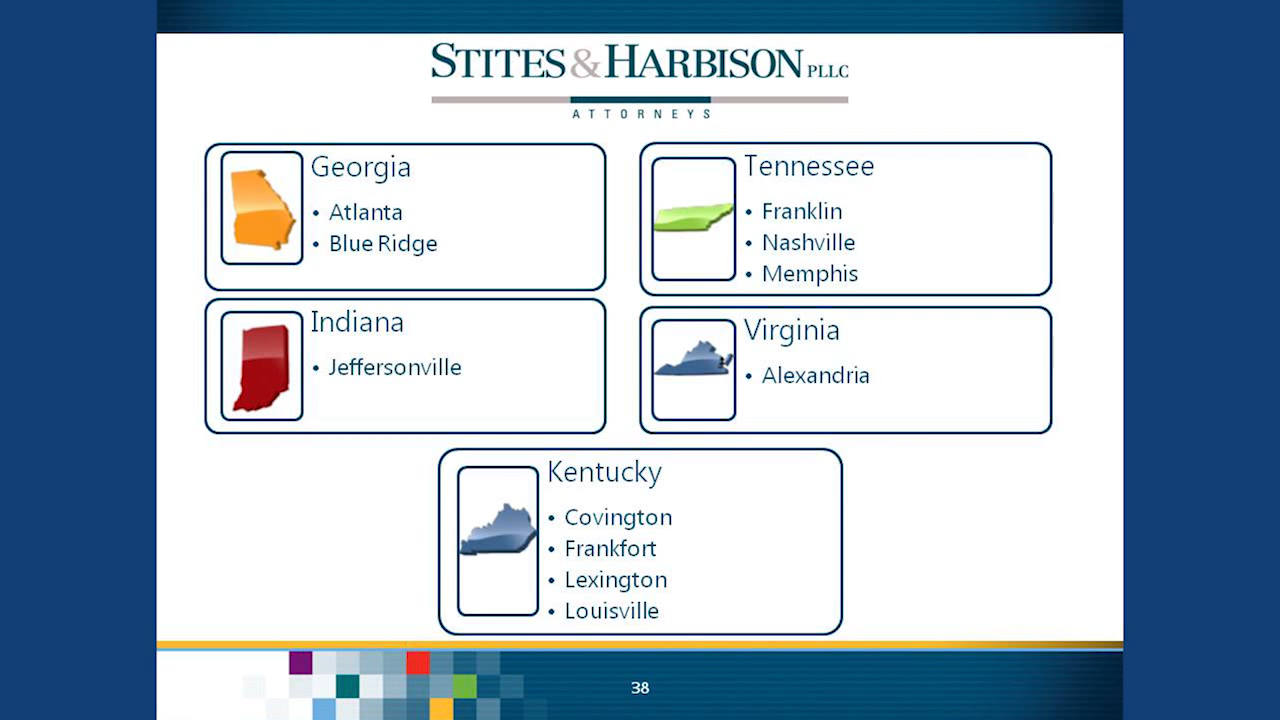 STITES & HARBISON PLLC
ATTORNEYS
Georgia
• Atlanta
• Blue Ridge
Tennessee
• Franklin
• Nashville
• Memphis
Indiana
• Jeffersonville
Virginia
• Alexandria
Kentucky
• Covington
• Frankfort
• Lexington
• Louisville
38